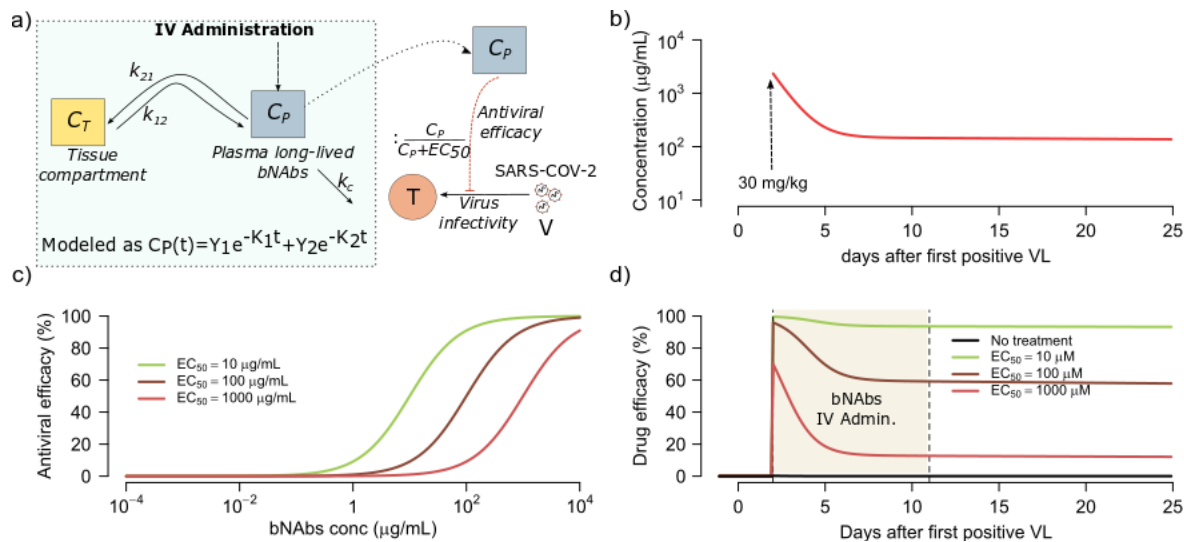 a)
IV Administration
k21
k12
CT
CP
Tissue
compartment
Plasma long-lived
bNAbs
kc
Modeled as CP(t)=Y1e-K1t+Y2e-K2t
CP
Antiviral
efficacy
CP
CP+EC50
SARS-COV-2
T
Virus
infectivity
V
b)
Concentration (µg/mL)
10^4
10^3
10^2
10^1
30 mg/kg
0 5 10 15 20 25
days after first positive VL
c)
Antiviral efficacy (%)
100
80
60
40
20
0
EC50 = 10 µg/mL
EC50 = 100 µg/mL
EC50 = 1000 µg/mL
10^−4 10^−2 1 10^2 10^4
bNAbs conc (µg/mL)
d)
Drug efficacy (%)
100
80
60
40
20
0
No treatment
EC50 = 10 µM
EC50 = 100 µM
EC50 = 1000 µM
bNAbs
IV Admin.
0 5 10 15 20 25
Days after first positive VL